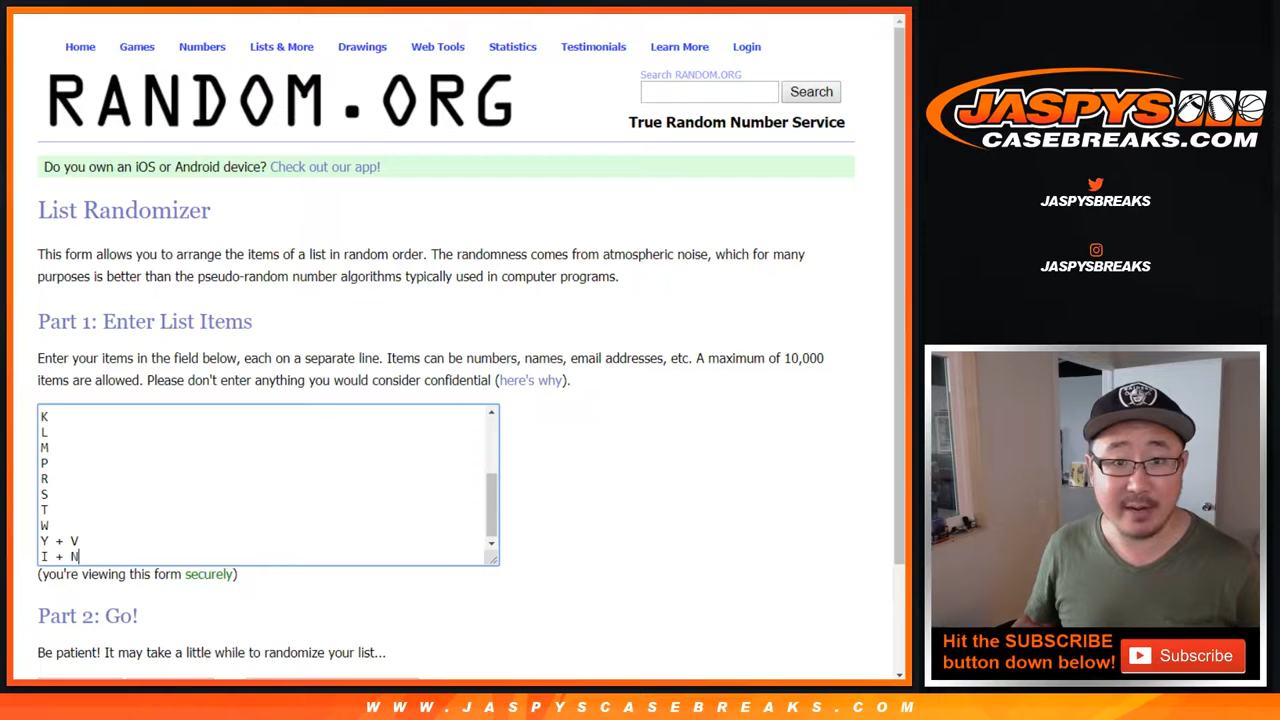 Home Games Numbers Lists & More Drawings Web Tools Statistics Testimonials Learn More Login
RANDOM.ORG
Search RANDOM.ORG
Search
True Random Number Service
Do you own an iOS or Android device? Check out our app!
List Randomizer
This form allows you to arrange the items of a list in random order. The randomness comes from atmospheric noise, which for many
purposes is better than the pseudo-random number algorithms typically used in computer programs.
Part 1: Enter List Items
Enter your items in the field below, each on a separate line. Items can be numbers, names, email addresses, etc. A maximum of 10,000
items are allowed. Please don't enter anything you would consider confidential (here's why).
K
L
M
P
R
S
T
W
Y + V
I + N
(you're viewing this form securely)
Part 2: Go!
Be patient! It may take a little while to randomize your list...
JASPYS
CASEBREAKS.COM
JASPYSBREAKS
JASPYSBREAKS
Hit the SUBSCRIBE
button down below!
Subscribe
WWW.JASPYSCASEBREAKS.COM